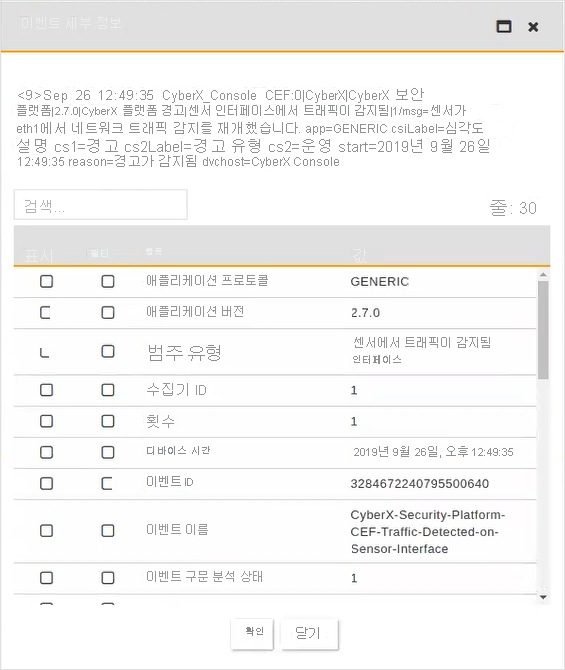 이벤트 세부 정보
<9>Sep 26 12:49:35 CyberX_Console CEF:0|CyberX|CyberX 보안
플랫폼|2.7.0|CyberX 플랫폼 경고|센서 인터페이스에서 트래픽이 감지됨|1/msg=센서가
eth1에서 네트워크 트래픽 감지를 재개했습니다. app=GENERIC csiLabel=심각도
설명 cs1=경고 cs2Label=경고 유형 cs2=운영 start=2019년 9월 26일
12:49:35 reason=경고가 감지됨 dvchost=CyberX Console
검색...
줄: 30
표시 필터 항목 값
애플리케이션 프로토콜 GENERIC
애플리케이션 버전 2.7.0
범주 유형 센서에서 트래픽이 감지됨
인터페이스
수집기 ID 1
횟수 1
디바이스 시간 2019년 9월 26일, 오후 12:49:35
이벤트 ID 3284672240795500640
이벤트 이름 CyberX-Security-Platform-
CEF-Traffic-Detected-on-
Sensor-Interface
이벤트 구문 분석 상태 1
확인 닫기